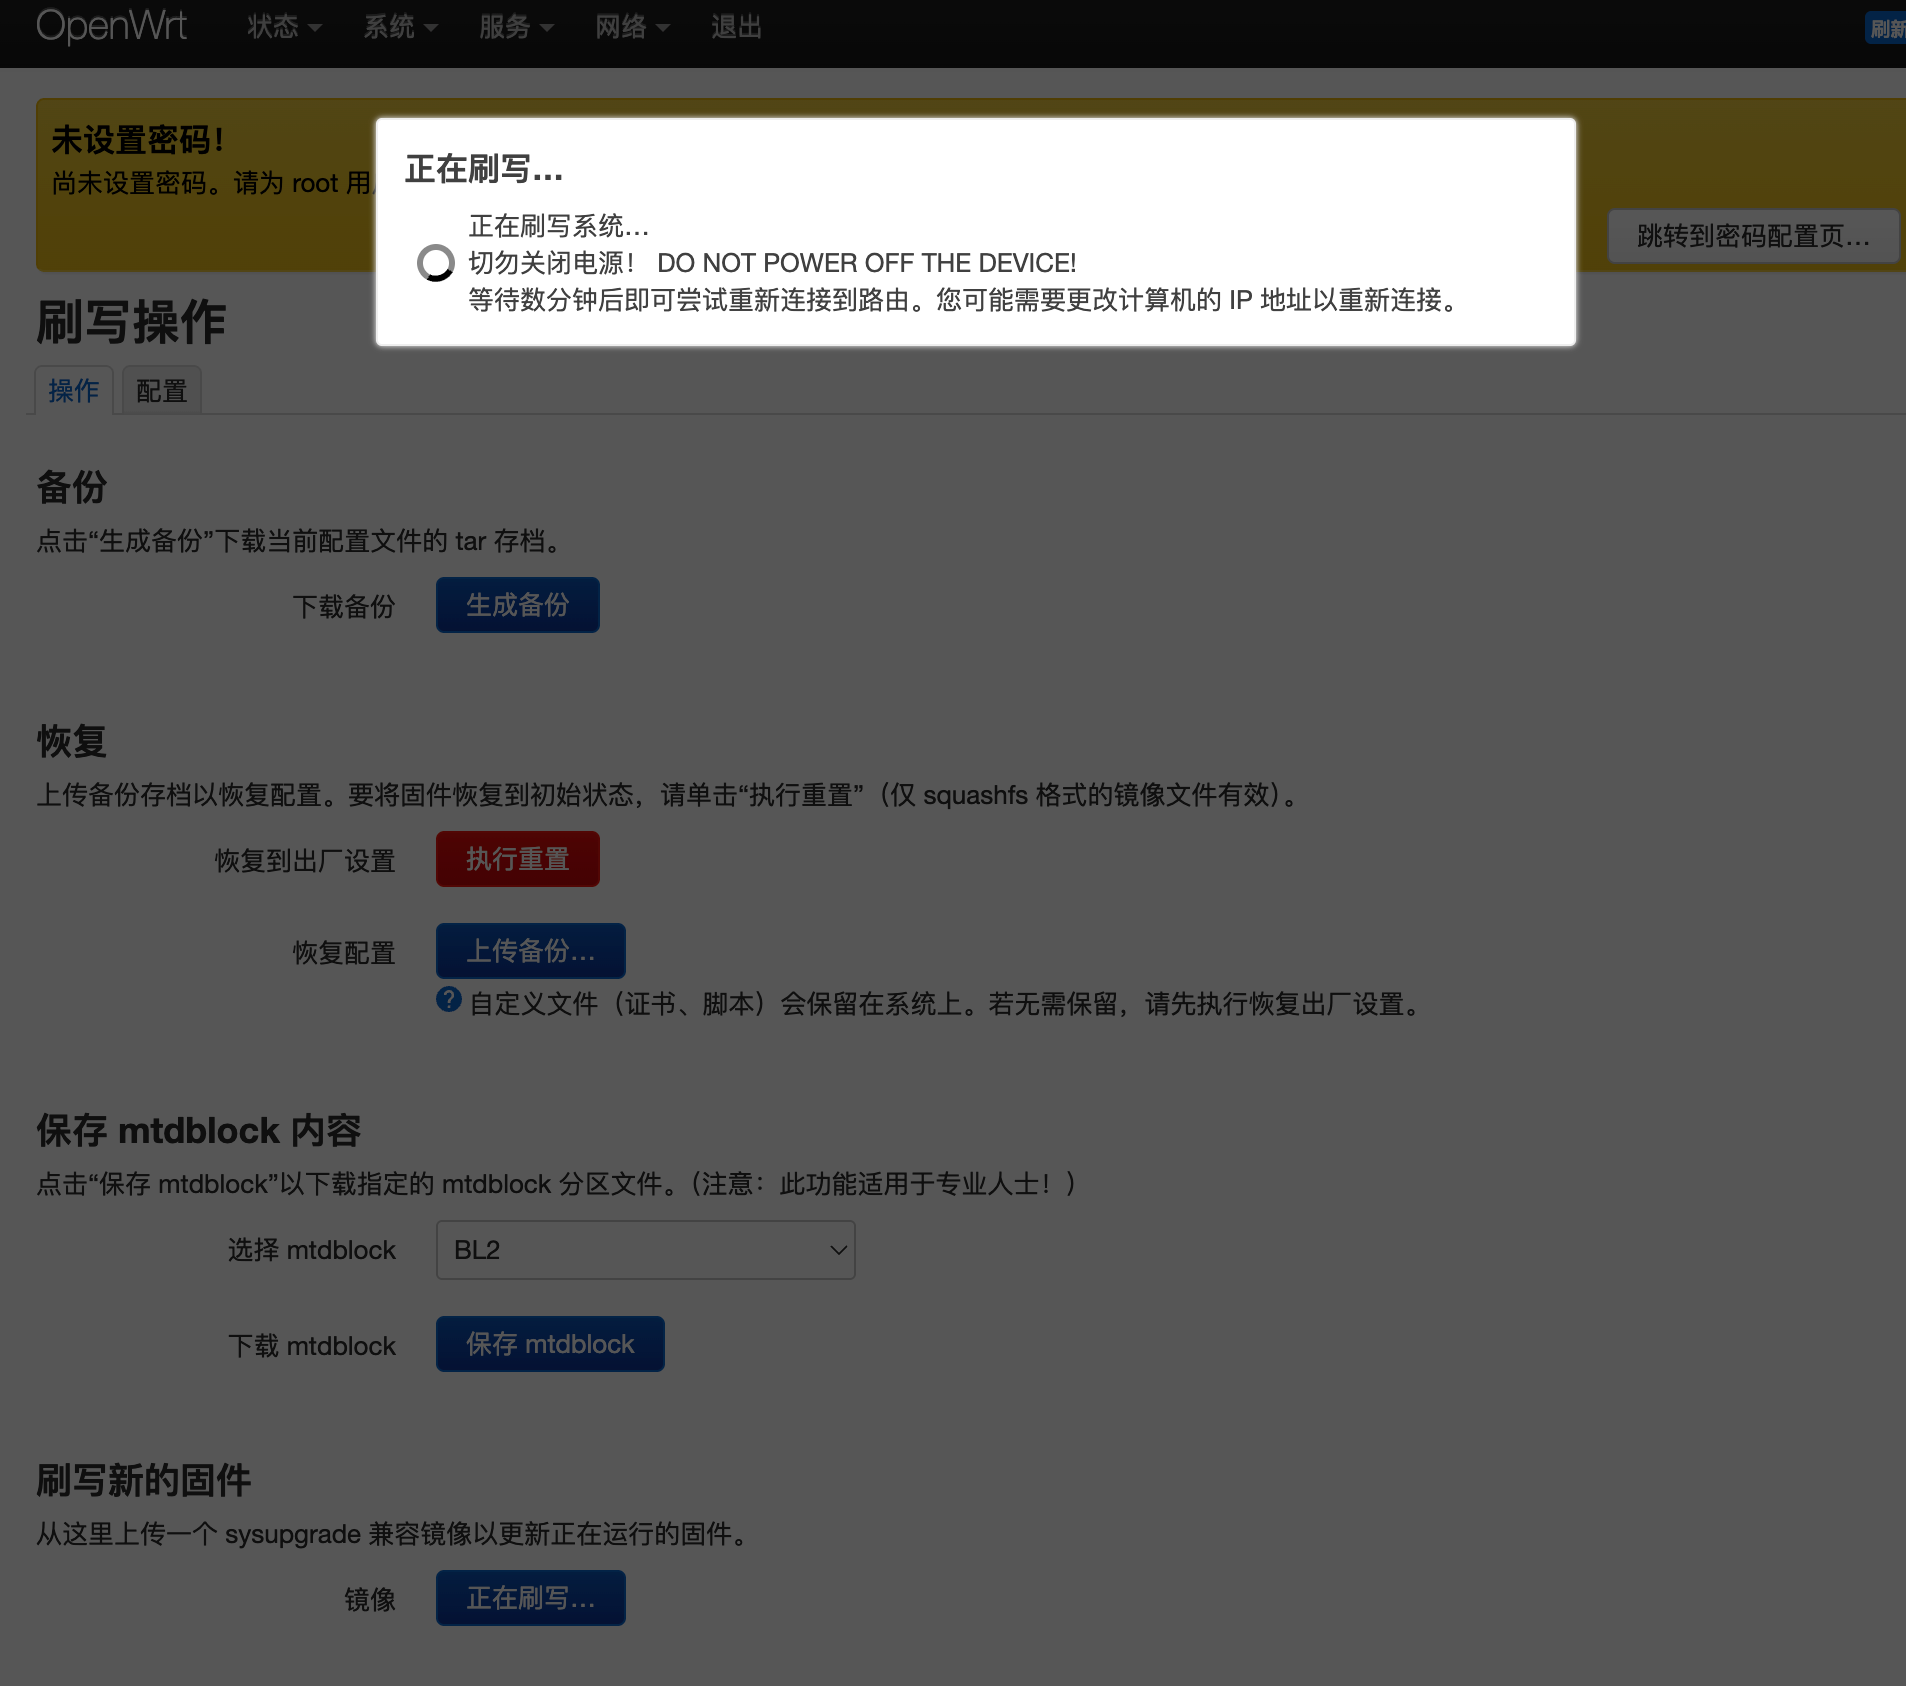 OpenWrt 状态 系统 服务 网络 退出 刷新
未设置密码！
尚未设置密码。请为 root 用
跳转到密码配置页...
正在刷写...
正在刷写系统...
切勿关闭电源！ DO NOT POWER OFF THE DEVICE!
等待数分钟后即可尝试重新连接到路由。您可能需要更改计算机的 IP 地址以重新连接。
刷写操作
操作 配置
备份
点击“生成备份”下载当前配置文件的 tar 存档。
下载备份 生成备份
恢复
上传备份存档以恢复配置。要将固件恢复到初始状态，请单击“执行重置”（仅 squashfs 格式的镜像文件有效）。
恢复到出厂设置 执行重置
恢复配置 上传备份...
自定义文件（证书、脚本）会保留在系统上。若无需保留，请先执行恢复出厂设置。
保存 mtdblock 内容
点击“保存 mtdblock”以下载指定的 mtdblock 分区文件。（注意：此功能适用于专业人士！）
选择 mtdblock BL2
下载 mtdblock 保存 mtdblock
刷写新的固件
从这里上传一个 sysupgrade 兼容镜像以更新正在运行的固件。
镜像 正在刷写...